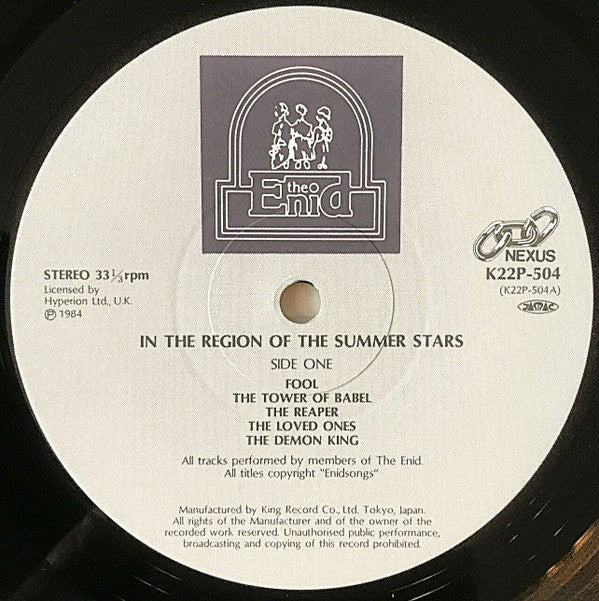 the
Enid
NEXUS
STEREO 33⅓rpm
K22P-504
Licensed by
(K22P-504A)
Hyperion Ltd., U.K.
JASRAC
℗ 1984
IN THE REGION OF THE SUMMER STARS
SIDE ONE
FOOL
THE TOWER OF BABEL
THE REAPER
THE LOVED ONES
THE DEMON KING
All tracks performed by members of The Enid.
All titles copyright "Enidsongs"
Manufactured by King Record Co., Ltd. Tokyo, Japan.
All rights of the Manufacturer and of the owner of the
recorded work reserved. Unauthorised public performance,
broadcasting and copying of this record prohibited.